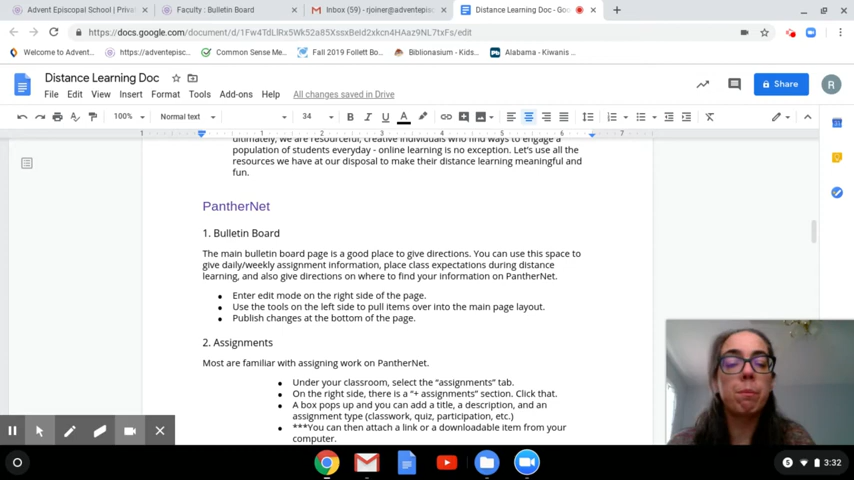 Advent Episcopal School | Priva
Faculty : Bulletin Board
Inbox (59) - rjoiner@adventepisc
Distance Learning Doc - Goo
https://docs.google.com/document/d/1Fw4TdLlRx5Wk52a85XssxBeId2xkcn4HAaz9NL7txFs/edit
Welcome to Advent...
https://adventepisc...
Common Sense Me...
Fall 2019 Follett Bo...
Biblionasium - Kids...
Alabama - Kiwanis ...
Distance Learning Doc
File Edit View Insert Format Tools Add-ons Help All changes saved in Drive
Share
R
100% Normal text 34 B I U A
1 1 2 3 4 5 6 7
ultimately, we are resourceful, creative individuals who find ways to engage a
population of students everyday - online learning is no exception. Let's use all the
resources we have at our disposal to make their distance learning meaningful and
fun.
PantherNet
1. Bulletin Board
The main bulletin board page is a good place to give directions. You can use this space to
give daily/weekly assignment information, place class expectations during distance
learning, and also give directions on where to find your information on PantherNet.
Enter edit mode on the right side of the page.
Use the tools on the left side to pull items over into the main page layout.
Publish changes at the bottom of the page.
2. Assignments
Most are familiar with assigning work on PantherNet.
Under your classroom, select the "assignments" tab.
On the right side, there is a "+ assignments" section. Click that.
A box pops up and you can add a title, a description, and an
assignment type (classwork, quiz, participation, etc.)
***You can then attach a link or a downloadable item from your
computer.
5 3:32